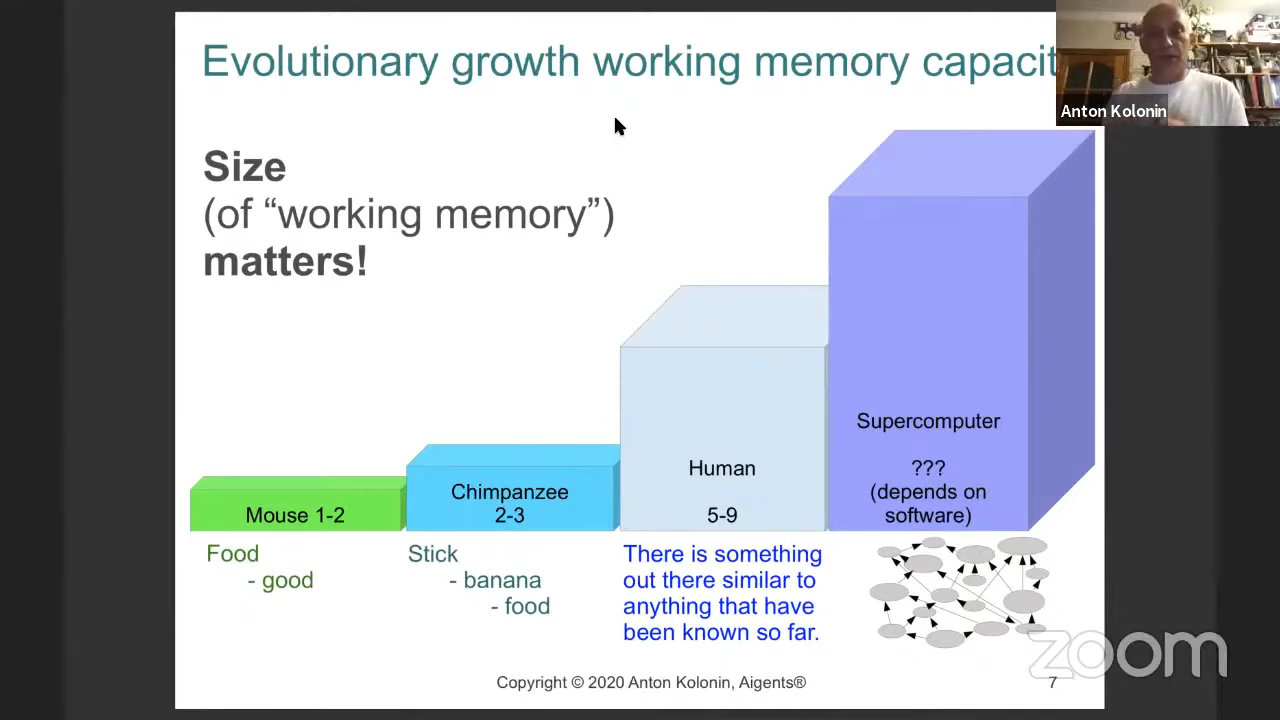 Evolutionary growth working memory capacit
Anton Kolonin
Size
(of “working memory”)
matters!
Supercomputer
???
(depends on
software)
Human
5-9
Chimpanzee
2-3
Mouse 1-2
Food
- good
Stick
- banana
- food
There is something
out there similar to
anything that have
been known so far.
zoom
Copyright © 2020 Anton Kolonin, Aigents®
7